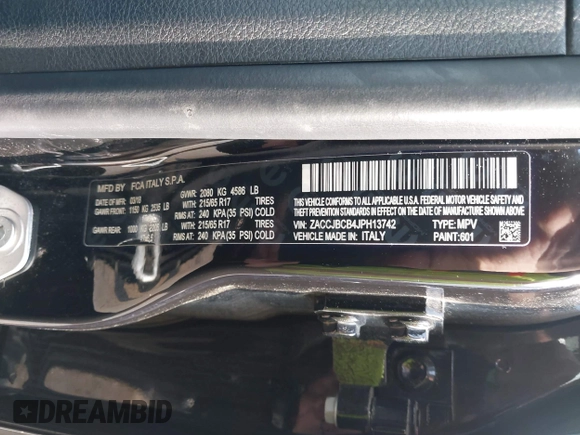 MFD BY FCA ITALY S.P.A.
DATE OF MFR: 03/18 GVWR: 2080 KG 4586 LB
GAWR FRONT: 1150 KG 2535 LB WITH: 215/65 R17
RIMS AT: 240 KPA(35 PSI) COLD
GAWR REAR: 1000 KG LB WITH: 215/65 R17
RIMS AT: 240 KPA(35 PSI) COLD
THIS VEHICLE CONFORMS TO ALL APPLICABLE U.S.A. FEDERAL MOTOR VEHICLE SAFETY AND
THEFT PREVENTION STANDARDS IN EFFECT ON THE DATE OF MANUFACTURE SHOWN ABOVE.
VIN: ZACCJBCB4JPH13742 TYPE: MPV
VEHICLE MADE IN: ITALY PAINT: 601
DREAMBID